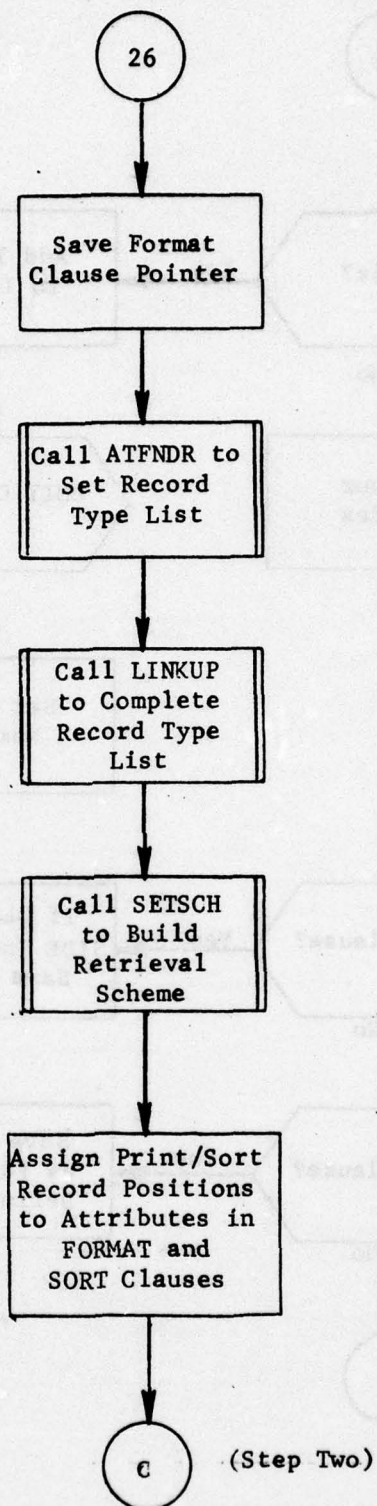 26
Save Format
Clause Pointer
Call ATFNDR to
Set Record
Type List
Call LINKUP
to Complete
Record Type
List
Call SETSCH
to Build
Retrieval
Scheme
Assign Print/Sort
Record Positions
to Attributes in
FORMAT and
SORT Clauses
C
(Step Two)